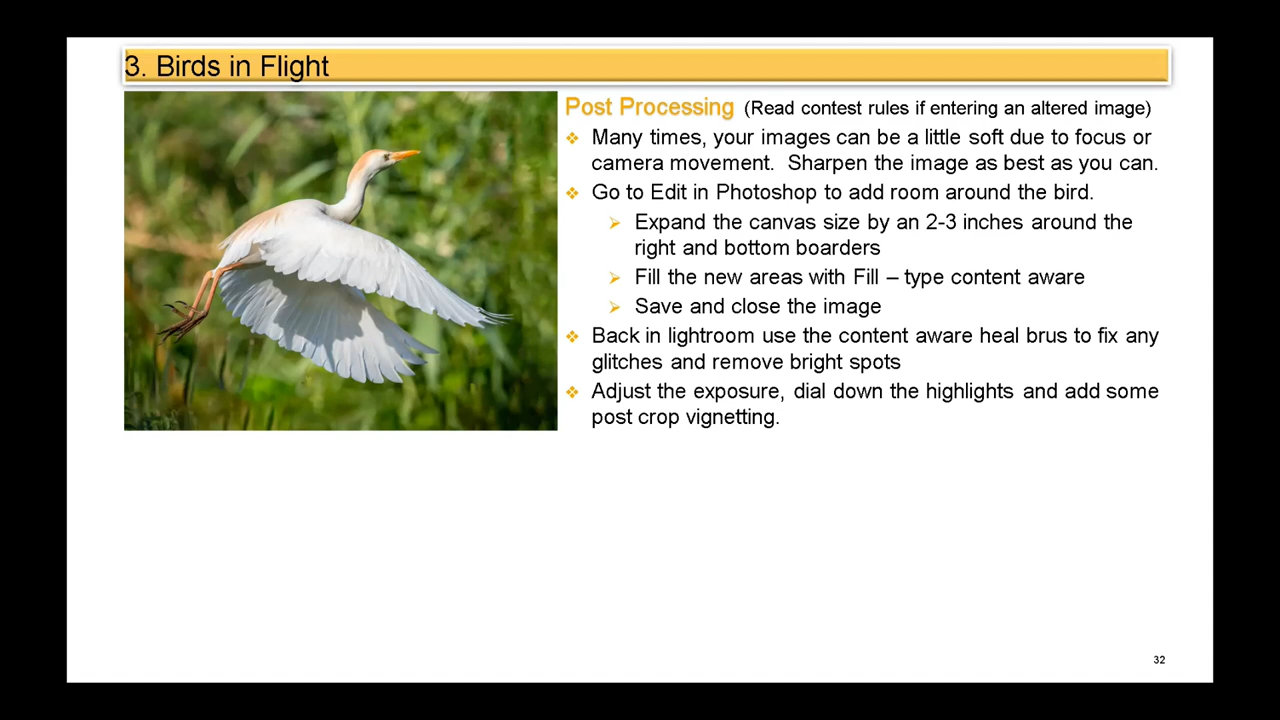 3. Birds in Flight
Post Processing (Read contest rules if entering an altered image)
❖ Many times, your images can be a little soft due to focus or
camera movement.  Sharpen the image as best as you can.
❖ Go to Edit in Photoshop to add room around the bird.
➢ Expand the canvas size by an 2-3 inches around the
right and bottom boarders
➢ Fill the new areas with Fill – type content aware
➢ Save and close the image
❖ Back in lightroom use the content aware heal brus to fix any
glitches and remove bright spots
❖ Adjust the exposure, dial down the highlights and add some
post crop vignetting.
32